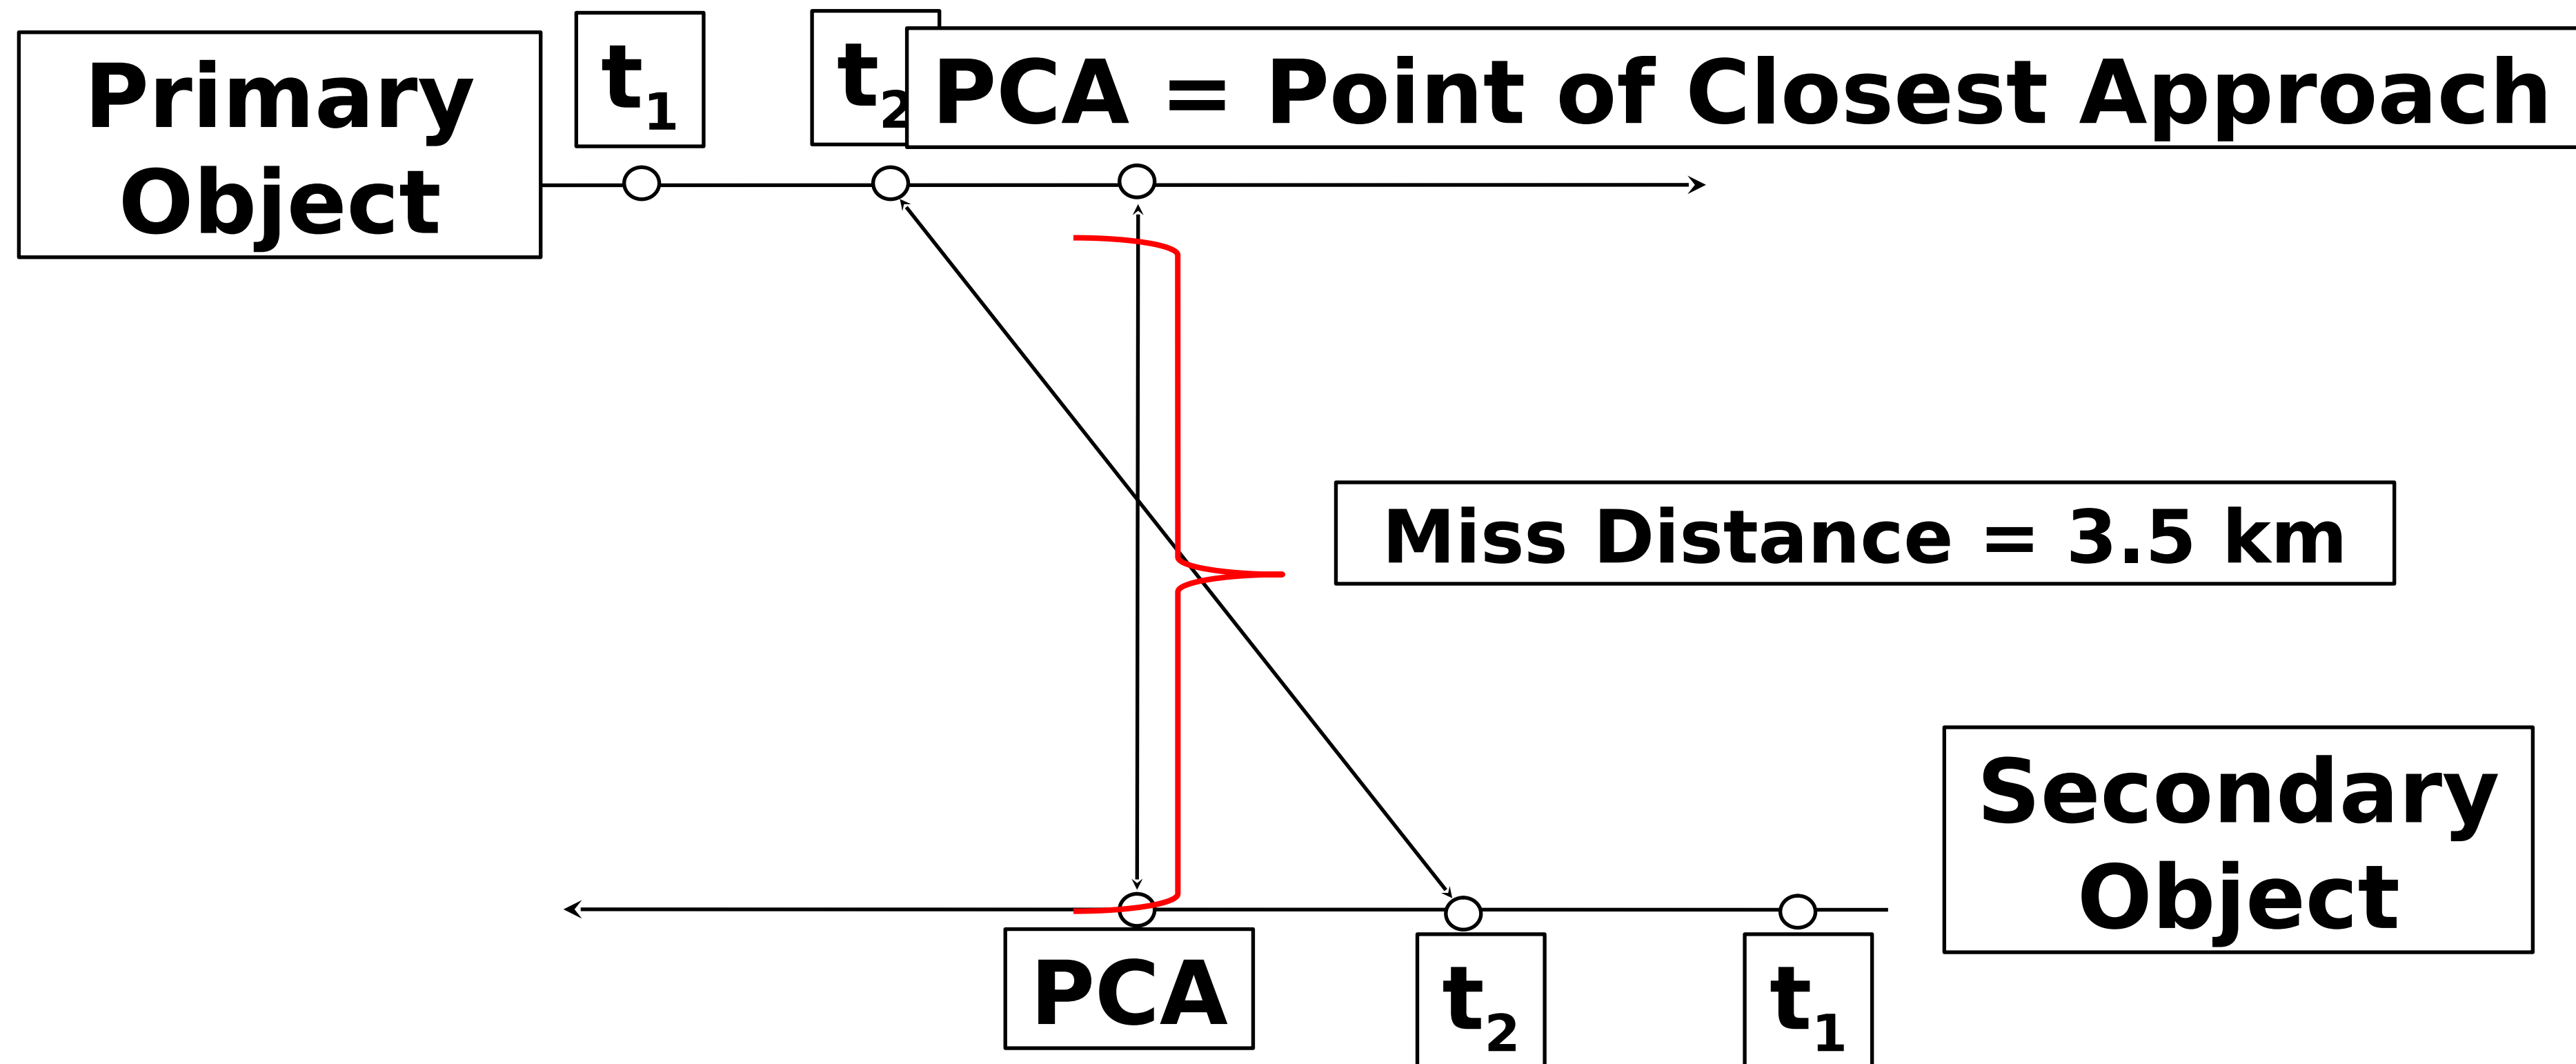 Primary
Object
t₁
t₂
PCA = Point of Closest Approach
Miss Distance = 3.5 km
Secondary
Object
PCA
t₂
t₁